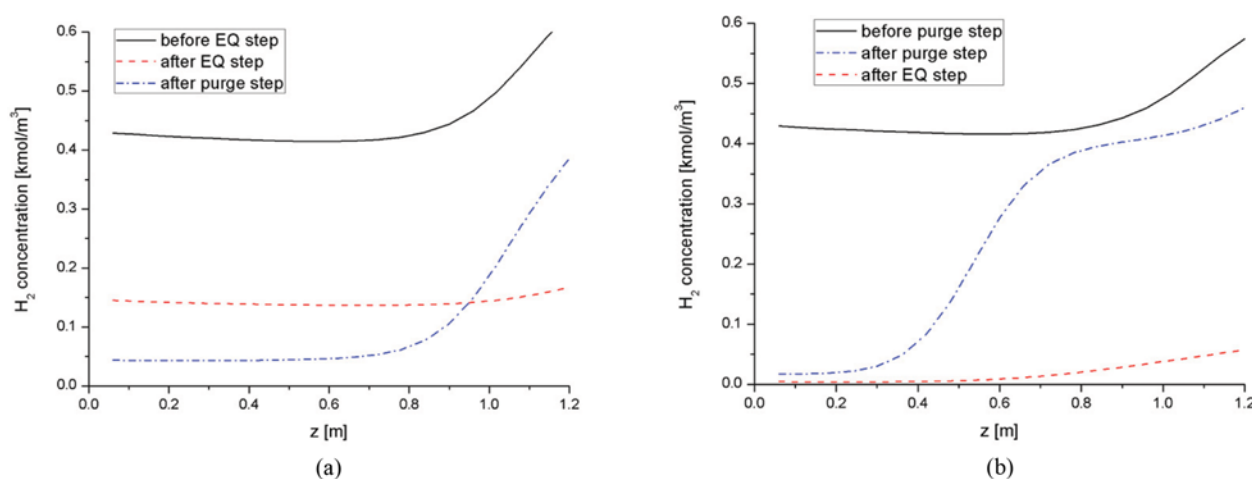 before EQ step
after EQ step
after purge step
H₂ concentration [kmol/m³]
0.6
0.5
0.4
0.3
0.2
0.1
0.0
0.0 0.2 0.4 0.6 0.8 1.0 1.2
z [m]
(a)
before purge step
after purge step
after EQ step
H₂ concentration [kmol/m³]
0.6
0.5
0.4
0.3
0.2
0.1
0.0
0.0 0.2 0.4 0.6 0.8 1.0 1.2
z [m]
(b)